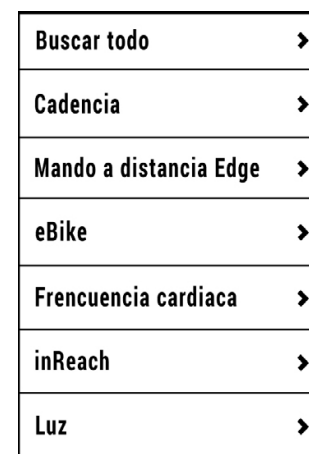 Buscar todo
Cadencia
Mando a distancia Edge
eBike
Frencuencia cardiaca
inReach
Luz